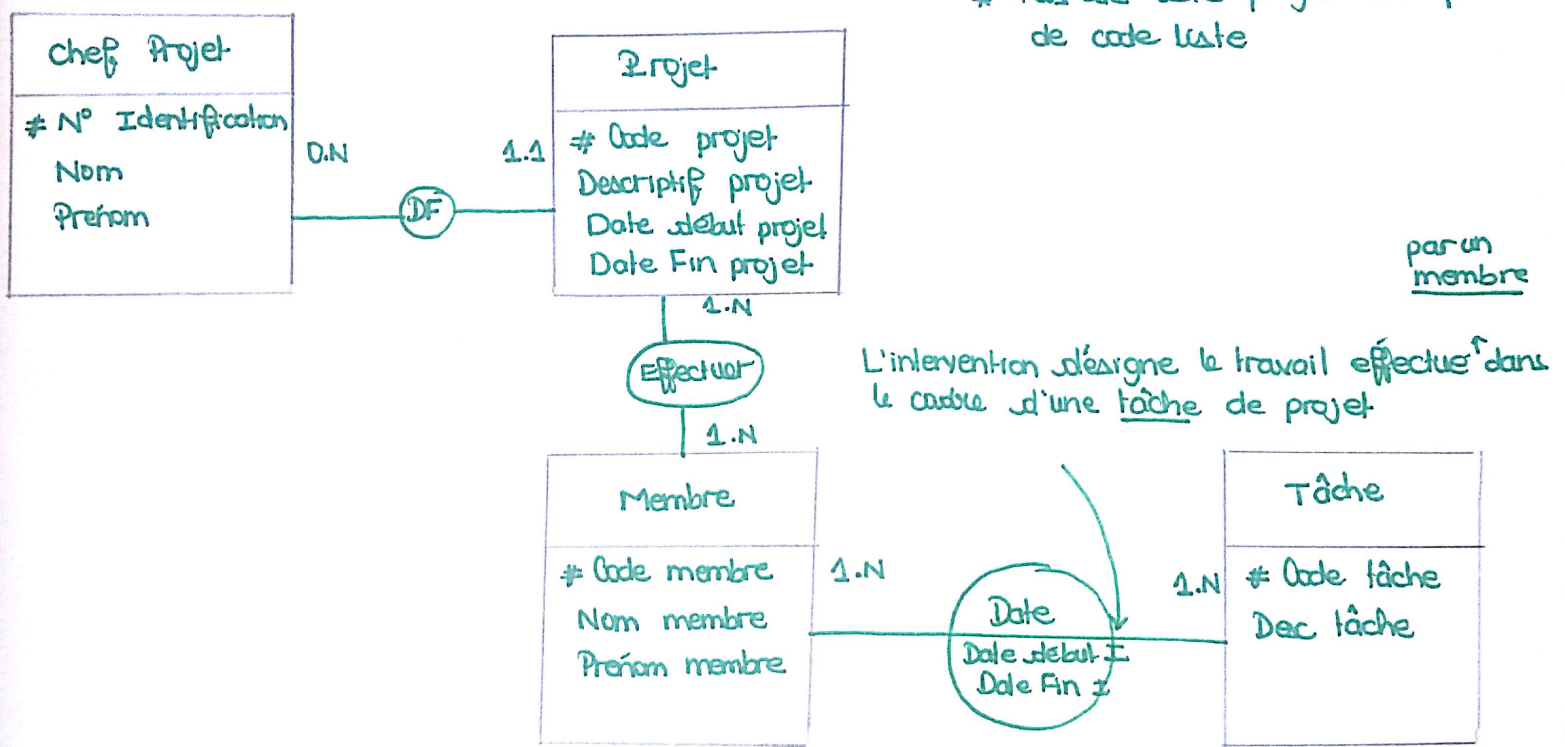 de code liste
Chef Projet
# N° Identification
Nom
Prénom
0.N
DF
1.1
Projet
# Code projet
Descriptif projet
Date début projet
Date Fin projet
1.N
Effectuer
1.N
par un
membre
L'intervention désigne le travail effectué dans
le cadre d'une tâche de projet
Membre
# Code membre
Nom membre
Prénom membre
1.N
Date
Date début I
Date Fin I
1.N
Tâche
# Code tâche
Desc tâche